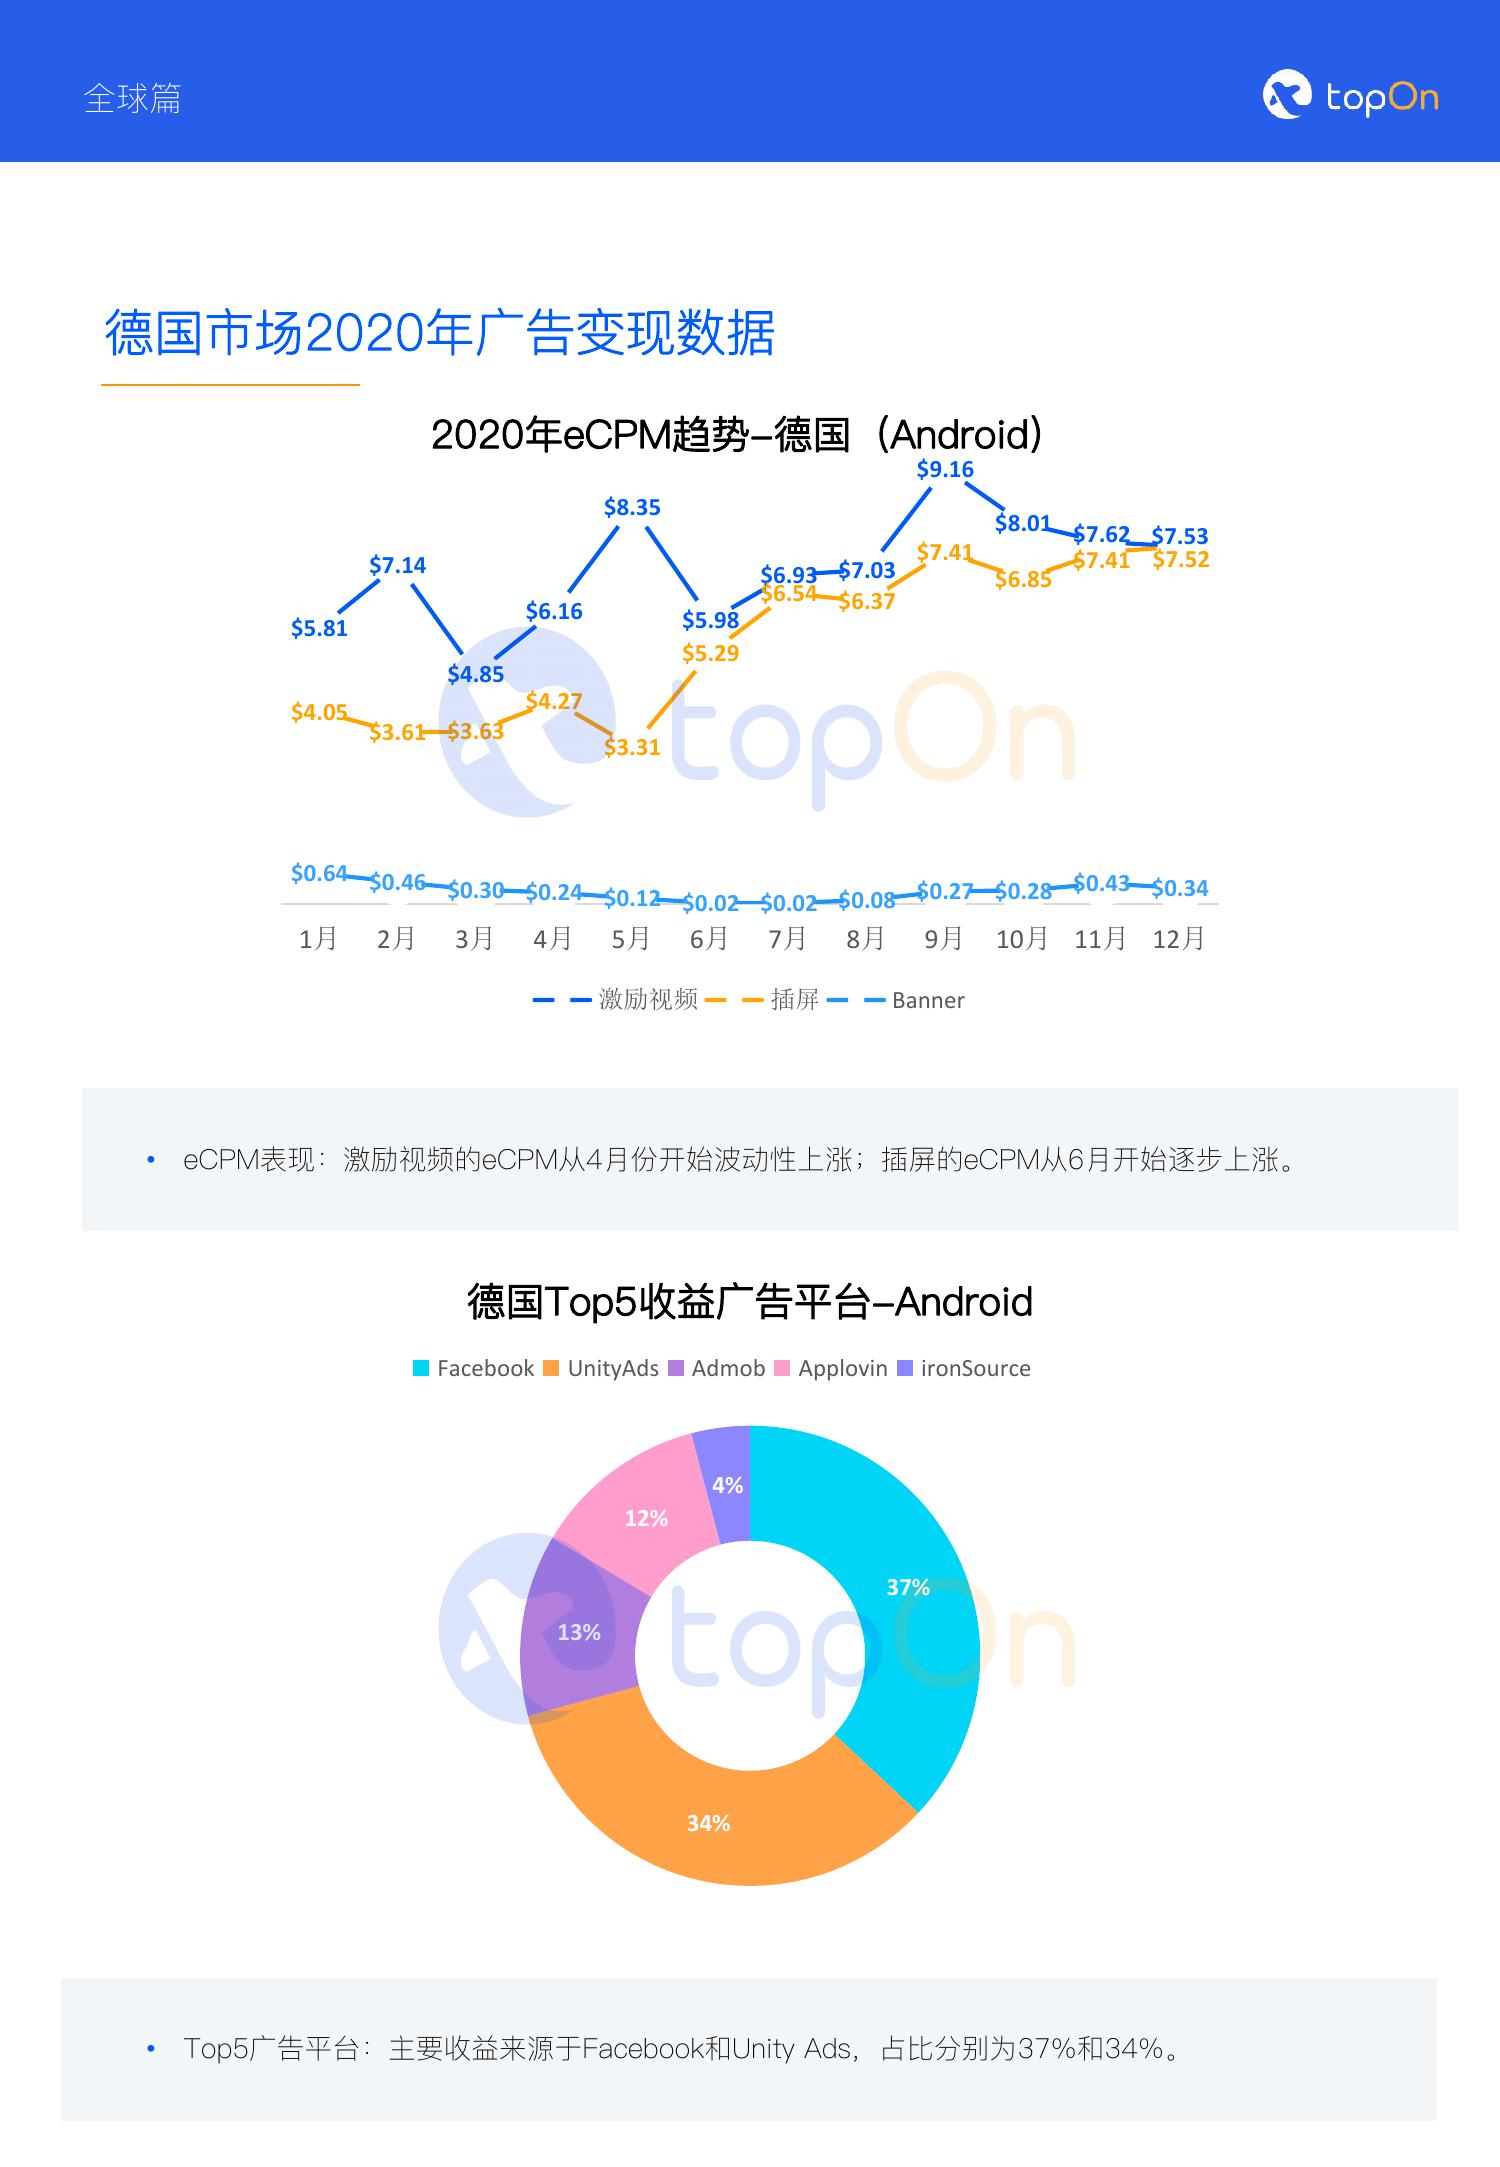 全球篇
topOn
德国市场2020年广告变现数据
2020年eCPM趋势-德国（Android）
$9.16
$8.35
$8.01
$7.62 $7.53
$7.14
$7.41
$7.41 $7.52
$6.93 $7.03
$6.85
$6.54 $6.37
$5.81
$6.16
$5.98
$5.29
$4.85
$4.05
$4.27
$3.61 $3.63
$3.31
topOn
$0.64 $0.46 $0.30 $0.24 $0.12 $0.02 $0.02 $0.08 $0.27 $0.28 $0.43 $0.34
1月 2月 3月 4月 5月 6月 7月 8月 9月 10月 11月 12月
激励视频 插屏 Banner
• eCPM表现：激励视频的eCPM从4月份开始波动性上涨；插屏的eCPM从6月开始逐步上涨。
德国Top5收益广告平台-Android
Facebook UnityAds Admob Applovin ironSource
4%
12%
37%
13%
topOn
34%
• Top5广告平台：主要收益来源于Facebook和Unity Ads，占比分别为37%和34%。